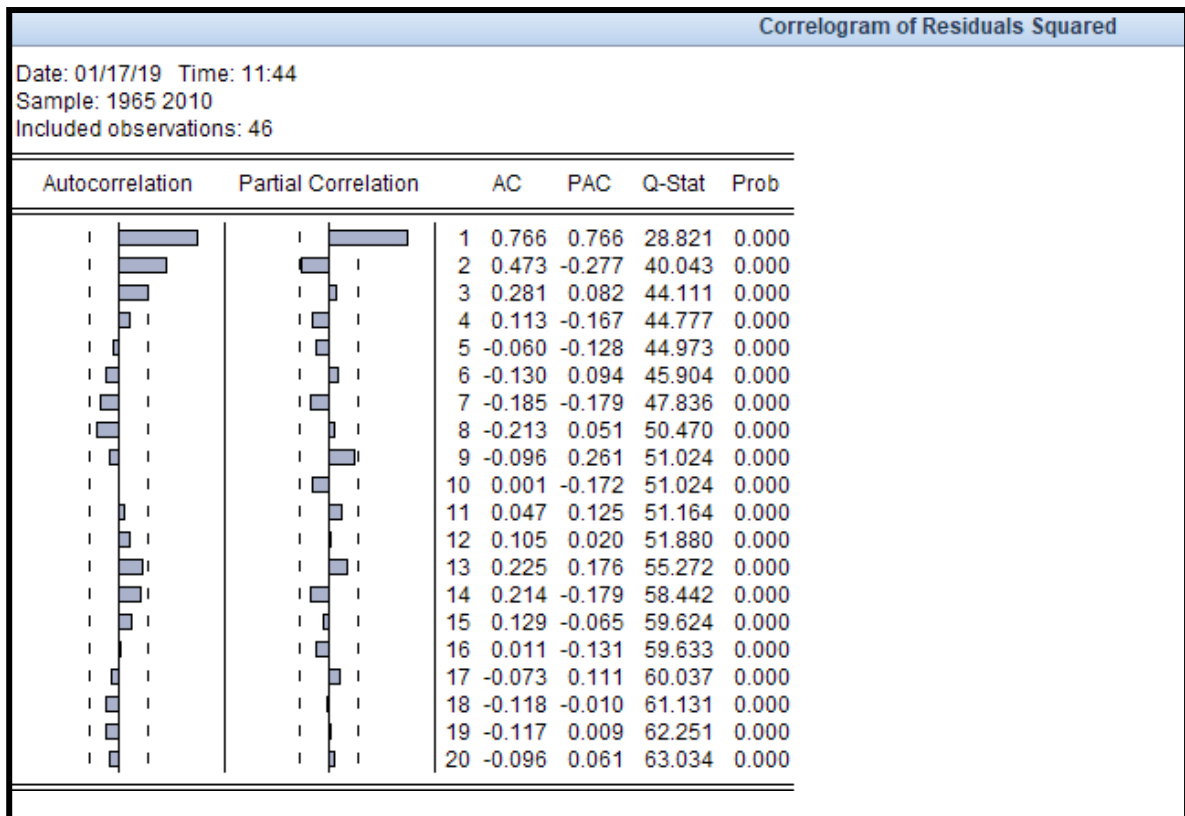 Correlogram of Residuals Squared
Date: 01/17/19 Time: 11:44
Sample: 1965 2010
Included observations: 46
Autocorrelation Partial Correlation AC PAC Q-Stat Prob
1 0.766 0.766 28.821 0.000
2 0.473 -0.277 40.043 0.000
3 0.281 0.082 44.111 0.000
4 0.113 -0.167 44.777 0.000
5 -0.060 -0.128 44.973 0.000
6 -0.130 0.094 45.904 0.000
7 -0.185 -0.179 47.836 0.000
8 -0.213 0.051 50.470 0.000
9 -0.096 0.261 51.024 0.000
10 0.001 -0.172 51.024 0.000
11 0.047 0.125 51.164 0.000
12 0.105 0.020 51.880 0.000
13 0.225 0.176 55.272 0.000
14 0.214 -0.179 58.442 0.000
15 0.129 -0.065 59.624 0.000
16 0.011 -0.131 59.633 0.000
17 -0.073 0.111 60.037 0.000
18 -0.118 -0.010 61.131 0.000
19 -0.117 0.009 62.251 0.000
20 -0.096 0.061 63.034 0.000